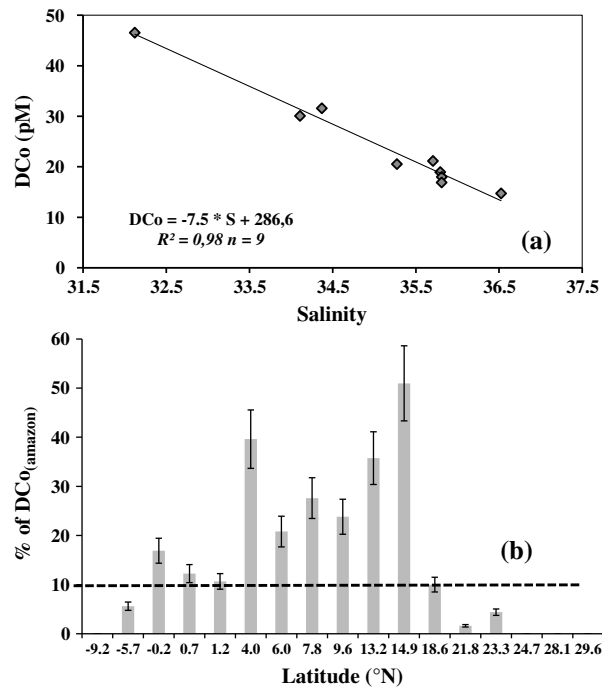 50
(a)
40
30
DCo (pM)
20
10
DCo = -7.5 * S + 286,6
R² = 0,98 n = 9
0
31.5 32.5 33.5 34.5 35.5 36.5 37.5
Salinity
60
50
40
% of DCo(amazon)
30
(b)
20
10
0
-9.2 -5.7 -0.2 0.7 1.2 4.0 6.0 7.8 9.6 13.2 14.9 18.6 21.8 23.3 24.7 28.1 29.6
Latitude (°N)